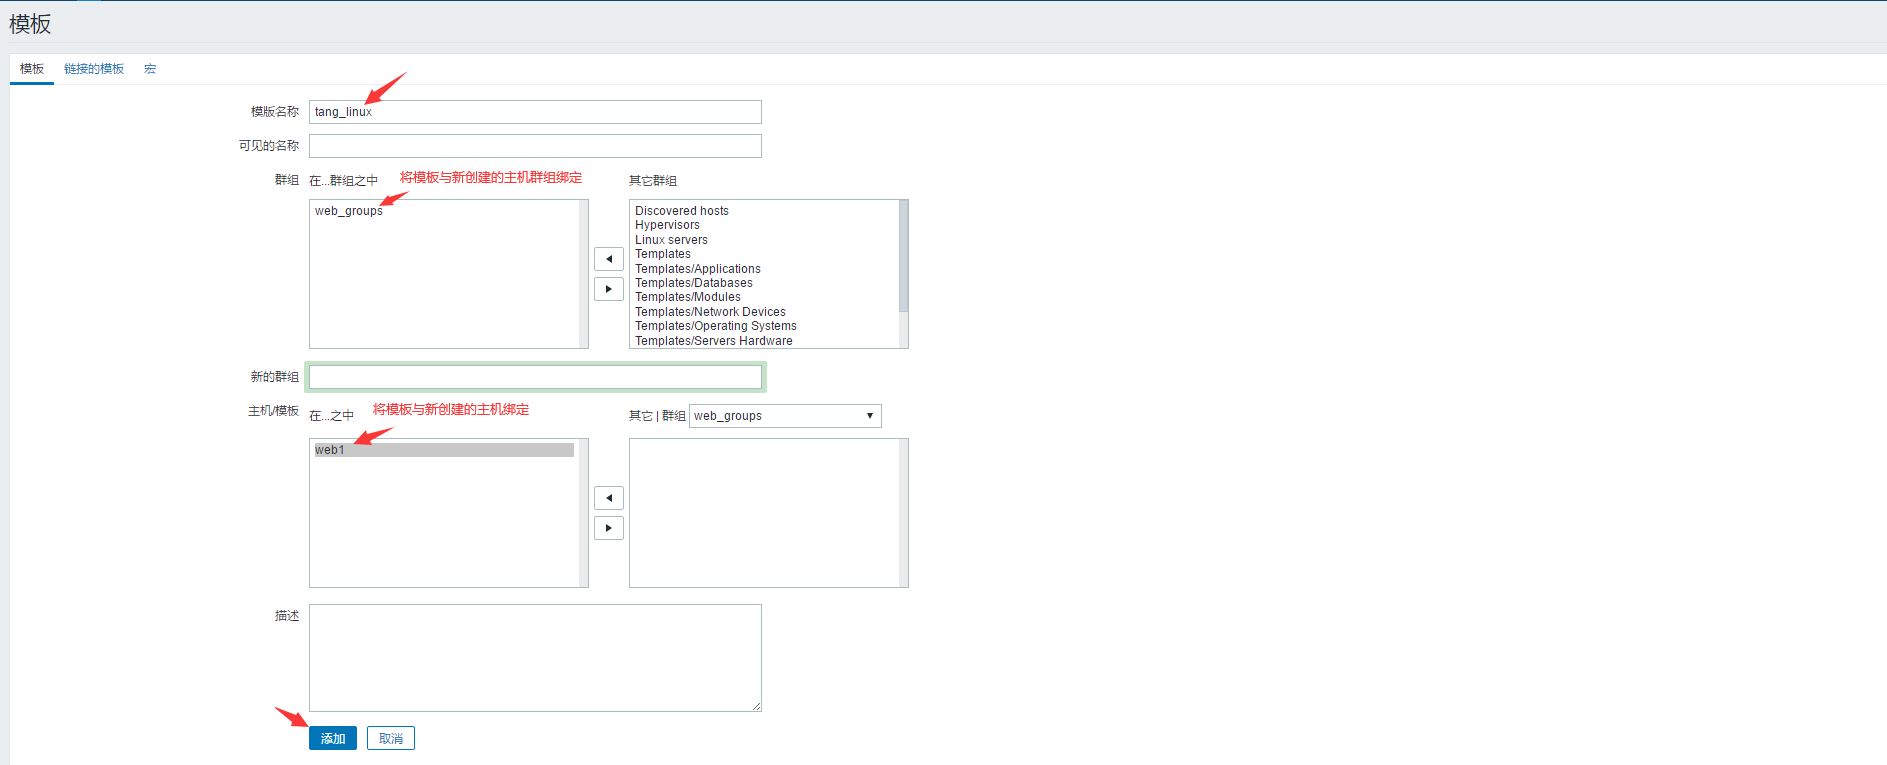 模板
模板 链接的模板 宏
模版名称 tang_linux
可见的名称
群组 在...群组之中 将模板与新创建的主机群组绑定 其它群组
web_groups
Discovered hosts
Hypervisors
Linux servers
Templates
Templates/Applications
Templates/Databases
Templates/Modules
Templates/Network Devices
Templates/Operating Systems
Templates/Servers Hardware
新的群组
主机/模板 在...之中 将模板与新创建的主机绑定 其它 | 群组 web_groups
web1
描述
添加 取消